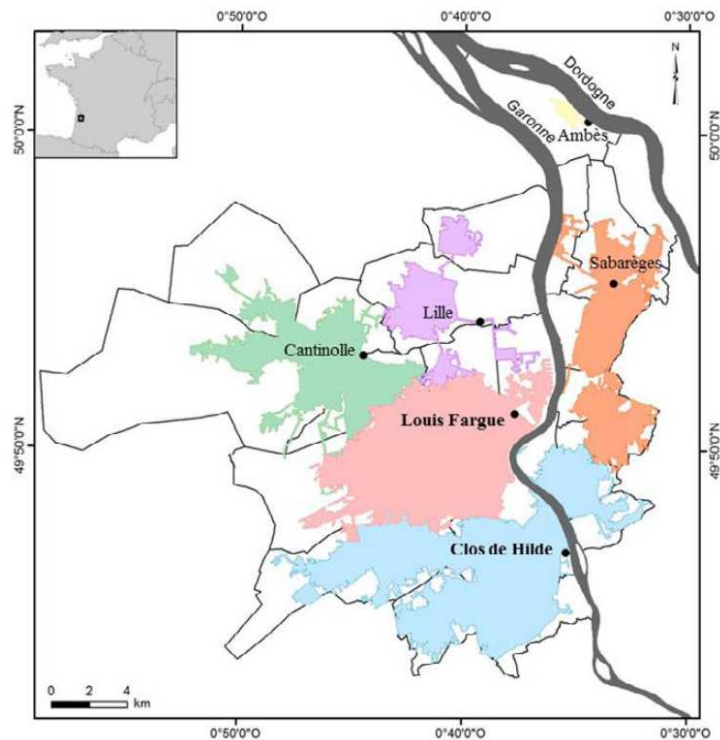 0°50'0"O 0°40'0"O 0°30'0"O
N
Dordogne
Garonne
50°0'0"N 50°0'0"N
Ambès
Sabarèges
Lille
Cantinolle
Louis Fargue
49°50'0"N 49°50'0"N
Clos de Hilde
0 2 4
km
0°50'0"O 0°40'0"O 0°30'0"O